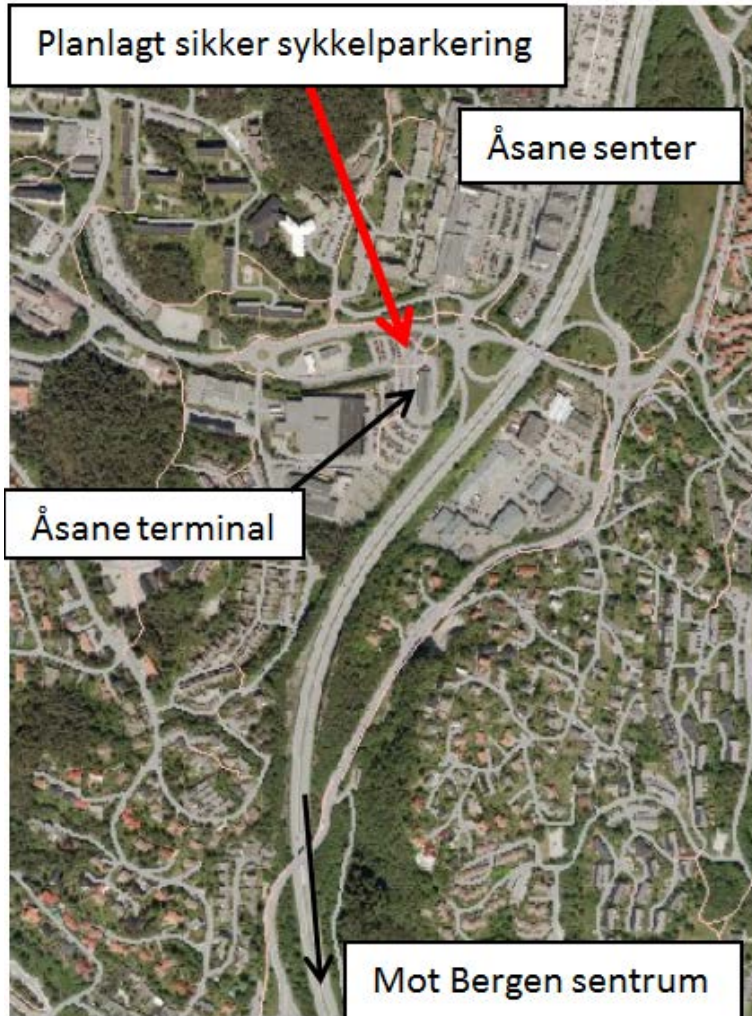 Planlagt sikker sykkelparkering
Åsane senter
Åsane terminal
Mot Bergen sentrum